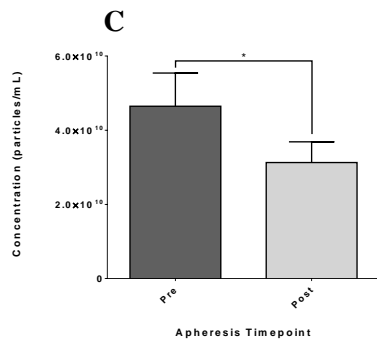 C
Concentration (particles/mL)
6.0×10¹⁰
4.0×10¹⁰
2.0×10¹⁰
0
*
Pre
Post
Apheresis Timepoint